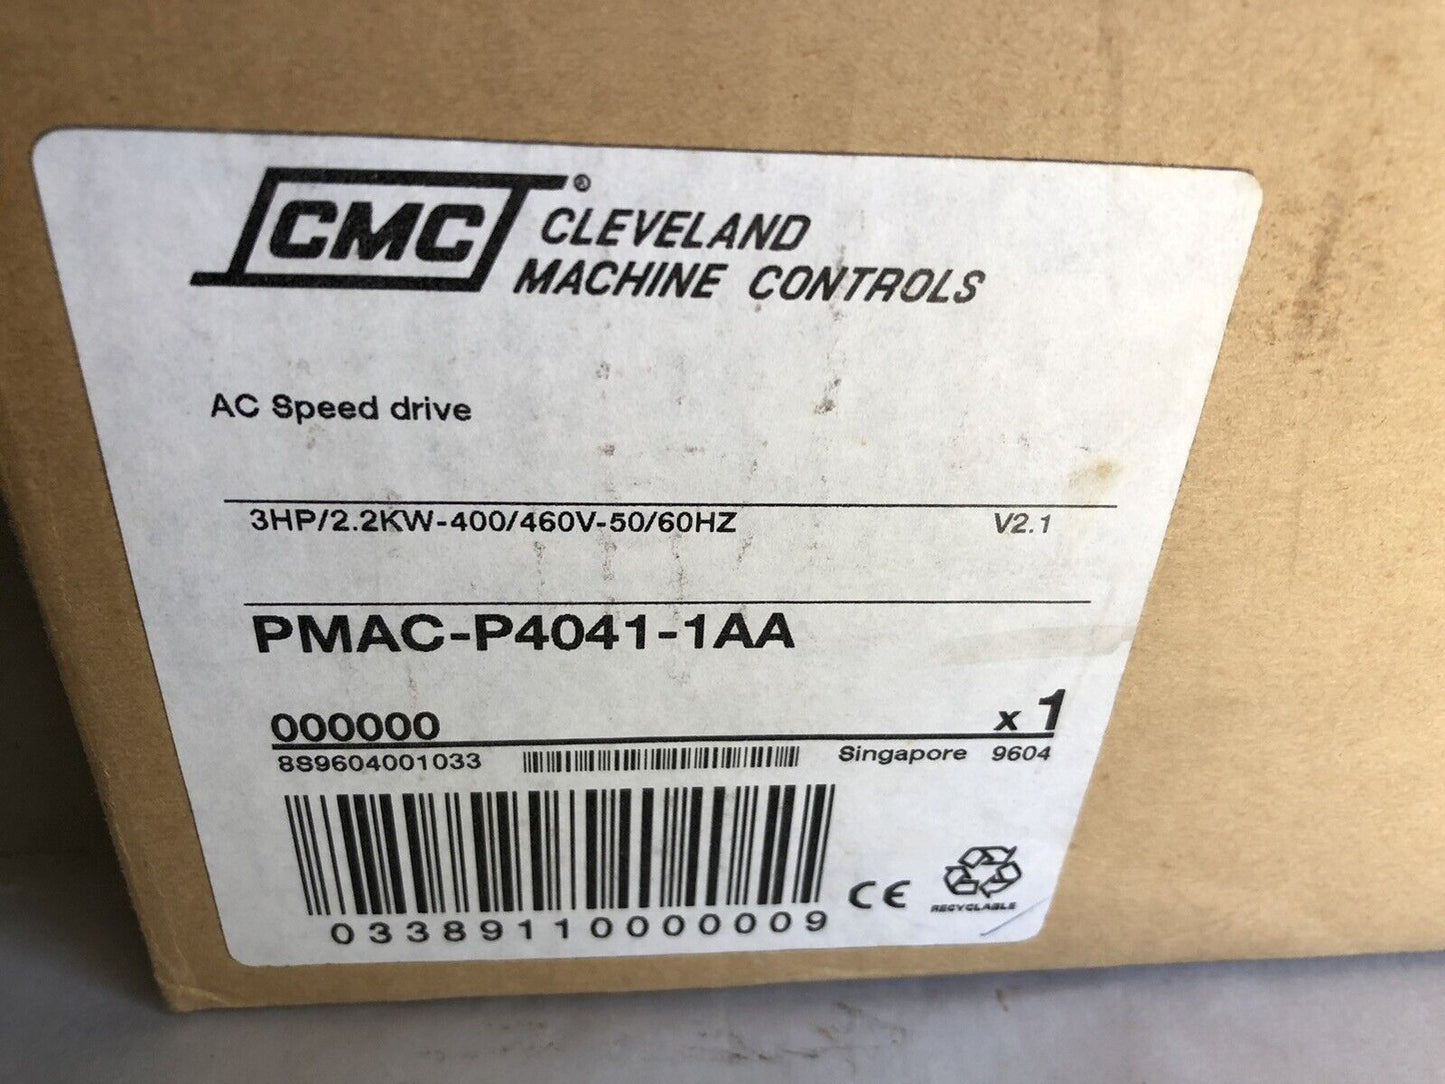 CMC® CLEVELAND
MACHINE CONTROLS
AC Speed drive
3HP/2.2KW-400/460V-50/60HZ V2.1
PMAC-P4041-1AA
000000 x 1
8S9604001033 Singapore 9604
03389110000009
CE
RECYCLABLE